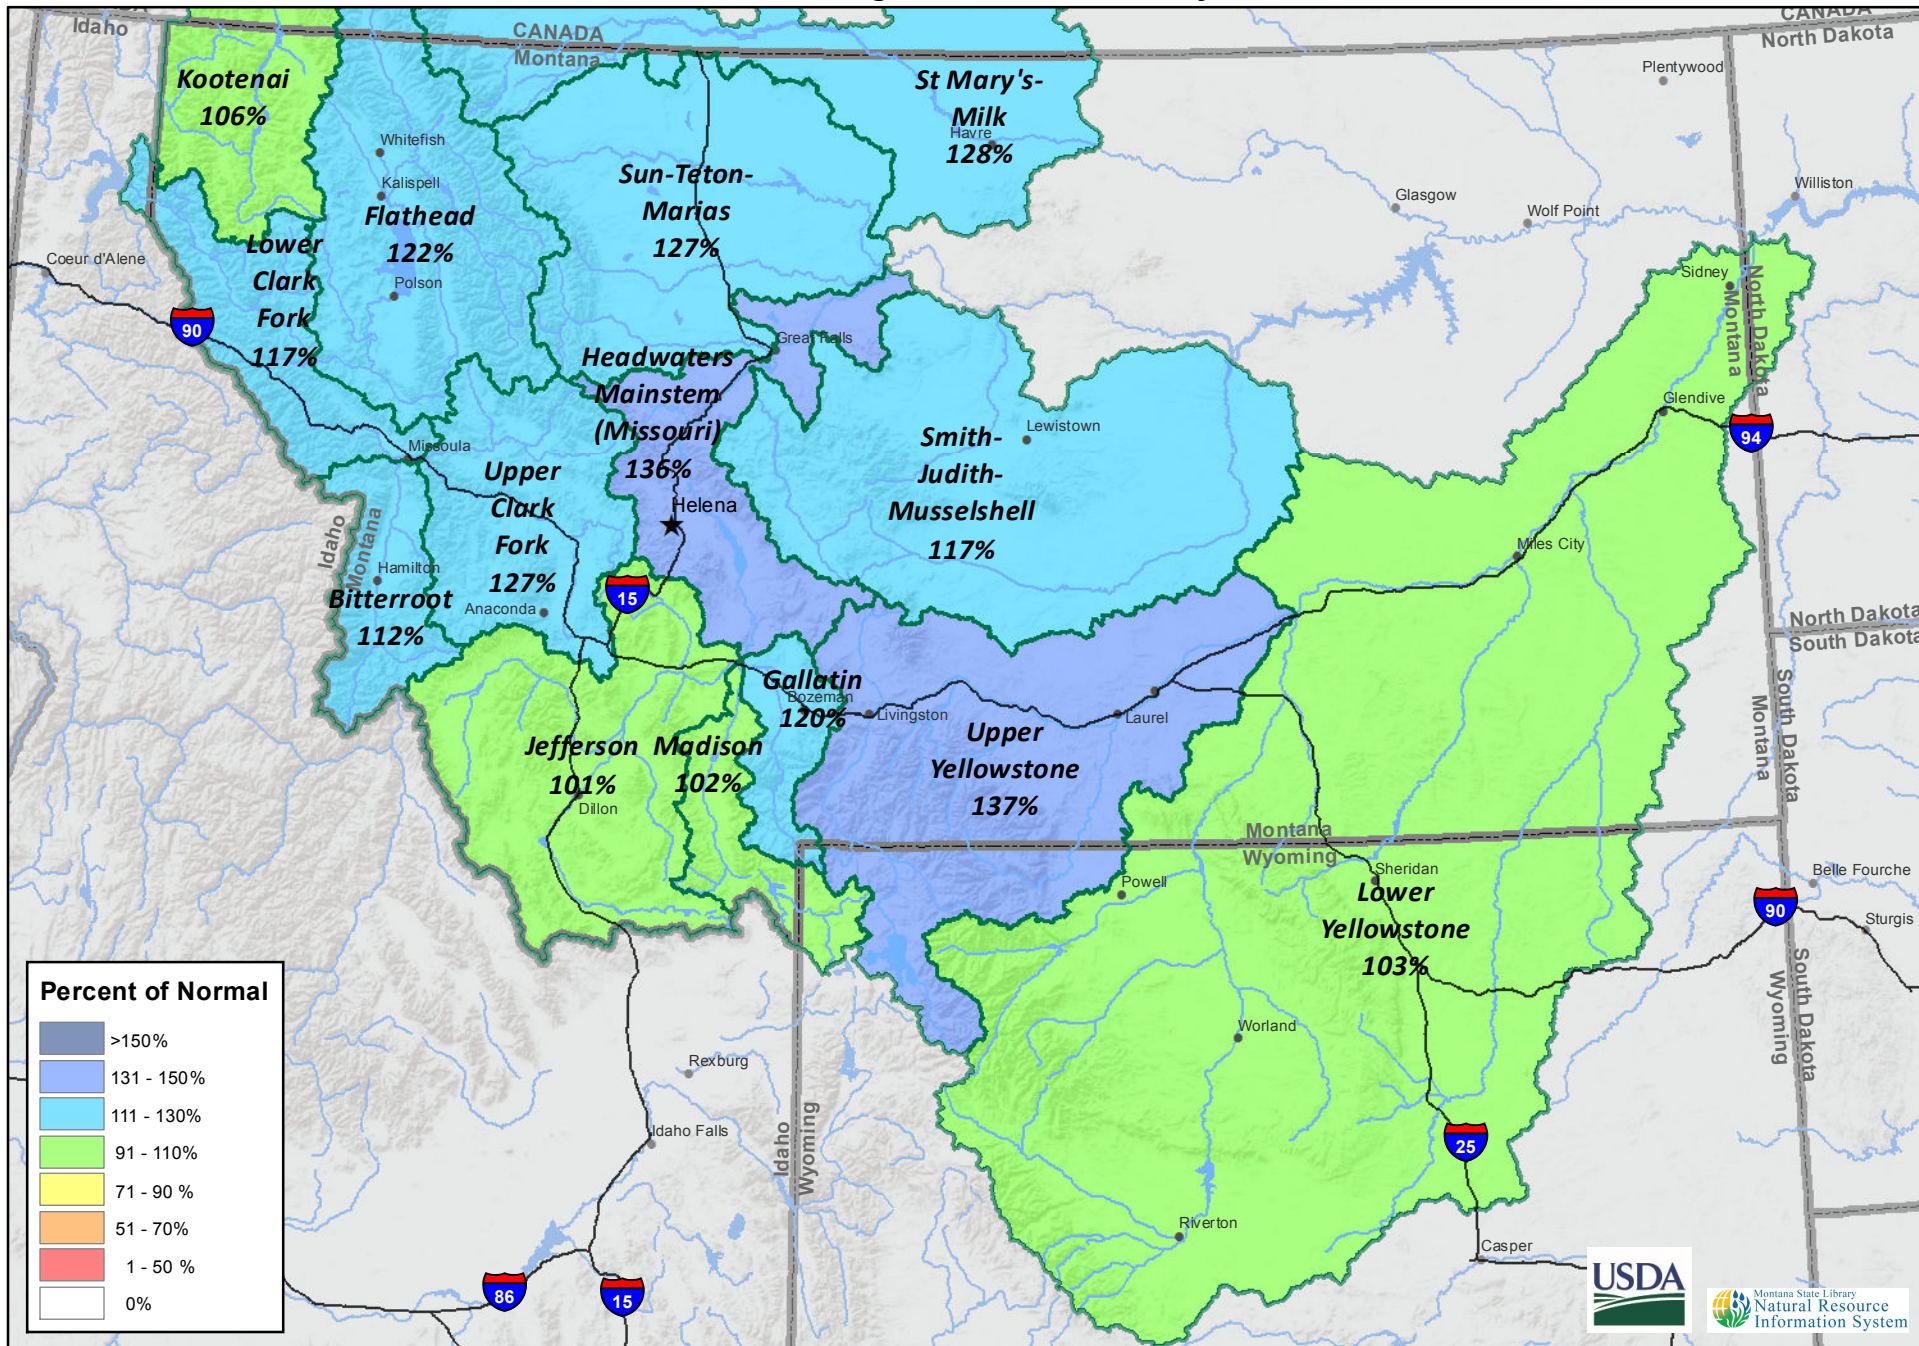 CANADA
Idaho
CANADA
Montana
CANADA
North Dakota
Kootenai
106%
St Mary's-
Milk
Havre
128%
Plentywood
Whitefish
Kalispell
Flathead
122%
Polson
Sun-Teton-
Marias
127%
Glasgow
Wolf Point
Williston
Coeur d'Alene
Lower
Clark
Fork
117%
90
Sidney
North Dakota
Montana
Great Falls
Headwaters
Mainstem
(Missouri)
136%
Helena
Glendive
94
Lewistown
Smith-
Judith-
Musselshell
117%
Missoula
Upper
Clark
Fork
127%
Anaconda
Idaho
Montana
Hamilton
Bitterroot
112%
15
Miles City
North Dakota
South Dakota
Gallatin
Bozeman
120%
Livingston
Laurel
Upper
Yellowstone
137%
Jefferson
101%
Dillon
Madison
102%
South Dakota
Montana
Montana
Wyoming
Sheridan
Powell
Lower
Yellowstone
103%
Belle Fourche
90
Sturgis
South Dakota
Wyoming
Worland
Rexburg
Idaho Falls
Idaho
Wyoming
25
Riverton
Casper
86
15
Percent of Normal
>150%
131 - 150%
111 - 130%
91 - 110%
71 - 90 %
51 - 70%
1 - 50 %
0%
USDA
Montana State Library
Natural Resource
Information System